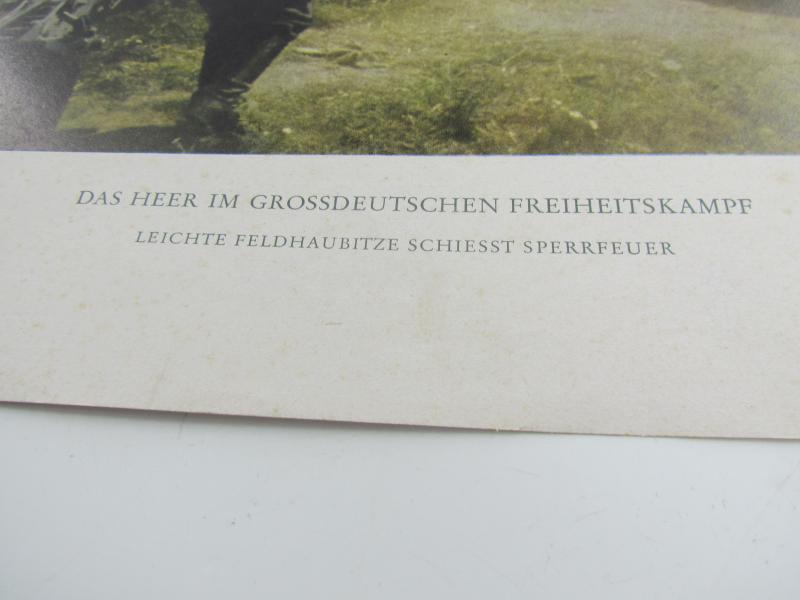 DAS HEER IM GROSSDEUTSCHEN FREIHEITSKAMPF
LEICHTE FELDHAUBITZE SCHIESST SPERRFEUER